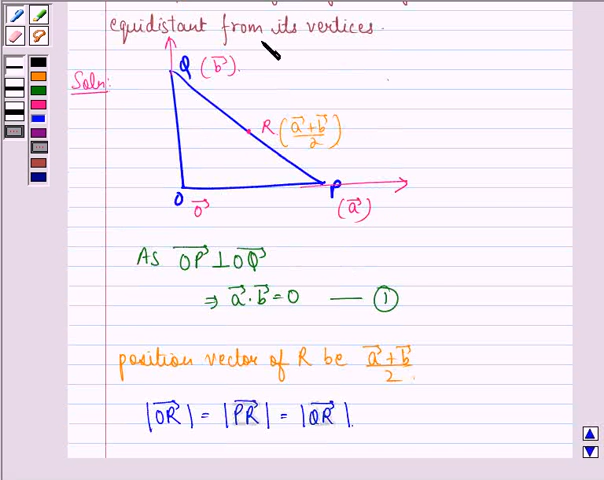 equidistant from its vertices.
Soln:
Q (b⃗).
R (a⃗+b⃗/2)
O O⃗
P
(a⃗)
As OP⃗ ⊥ OQ⃗
⇒ a⃗·b⃗ = 0 — ①
position vector of R be a⃗+b⃗/2.
|OR⃗| = |PR⃗| = |QR⃗|.